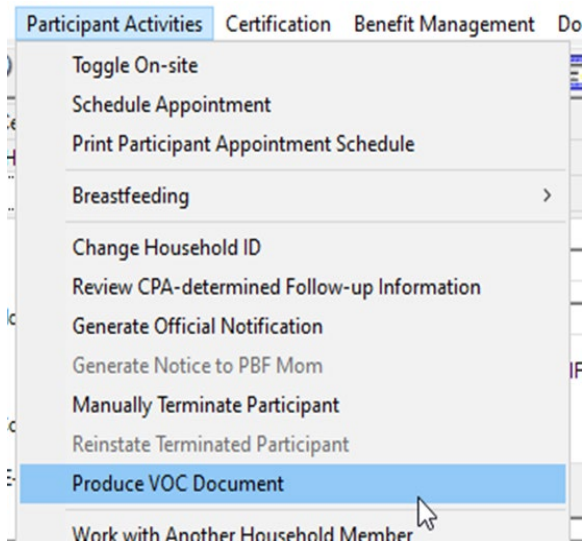 Participant Activities Certification Benefit Management Do
Toggle On-site
Schedule Appointment
Print Participant Appointment Schedule
Breastfeeding
Change Household ID
Review CPA-determined Follow-up Information
Generate Official Notification
Generate Notice to PBF Mom
Manually Terminate Participant
Reinstate Terminated Participant
Produce VOC Document
Work with Another Household Member